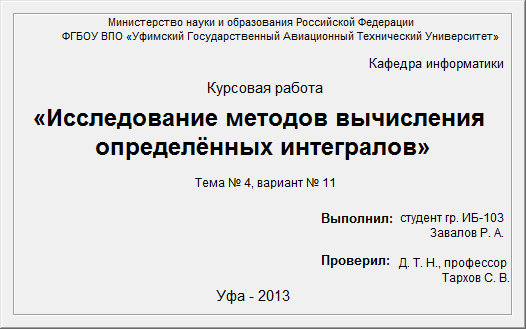 Министерство науки и образования Российской Федерации
ФГБОУ ВПО «Уфимский Государственный Авиационный Технический Университет»
Кафедра информатики
Курсовая работа
«Исследование методов вычисления
определённых интегралов»
Тема № 4, вариант № 11
Выполнил: студент гр. ИБ-103
Завалов Р. А.
Проверил: Д. Т. Н., профессор
Тархов С. В.
Уфа - 2013